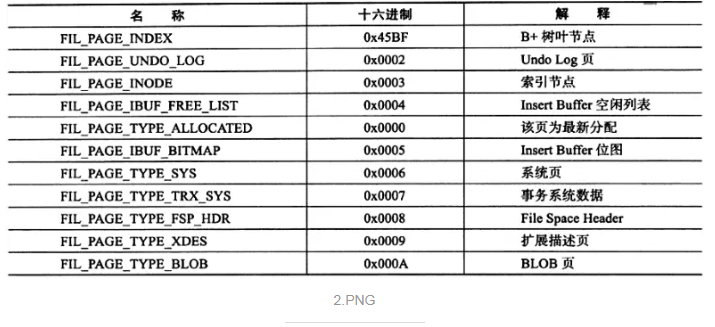 名 称 十六进制 解 释
FIL_PAGE_INDEX 0x45BF B+ 树叶节点
FIL_PAGE_UNDO_LOG 0x0002 Undo Log 页
FIL_PAGE_INODE 0x0003 索引节点
FIL_PAGE_IBUF_FREE_LIST 0x0004 Insert Buffer 空闲列表
FIL_PAGE_TYPE_ALLOCATED 0x0000 该页为最新分配
FIL_PAGE_IBUF_BITMAP 0x0005 Insert Buffer 位图
FIL_PAGE_TYPE_SYS 0x0006 系统页
FIL_PAGE_TYPE_TRX_SYS 0x0007 事务系统数据
FIL_PAGE_TYPE_FSP_HDR 0x0008 File Space Header
FIL_PAGE_TYPE_XDES 0x0009 扩展描述页
FIL_PAGE_TYPE_BLOB 0x000A BLOB 页
2.PNG